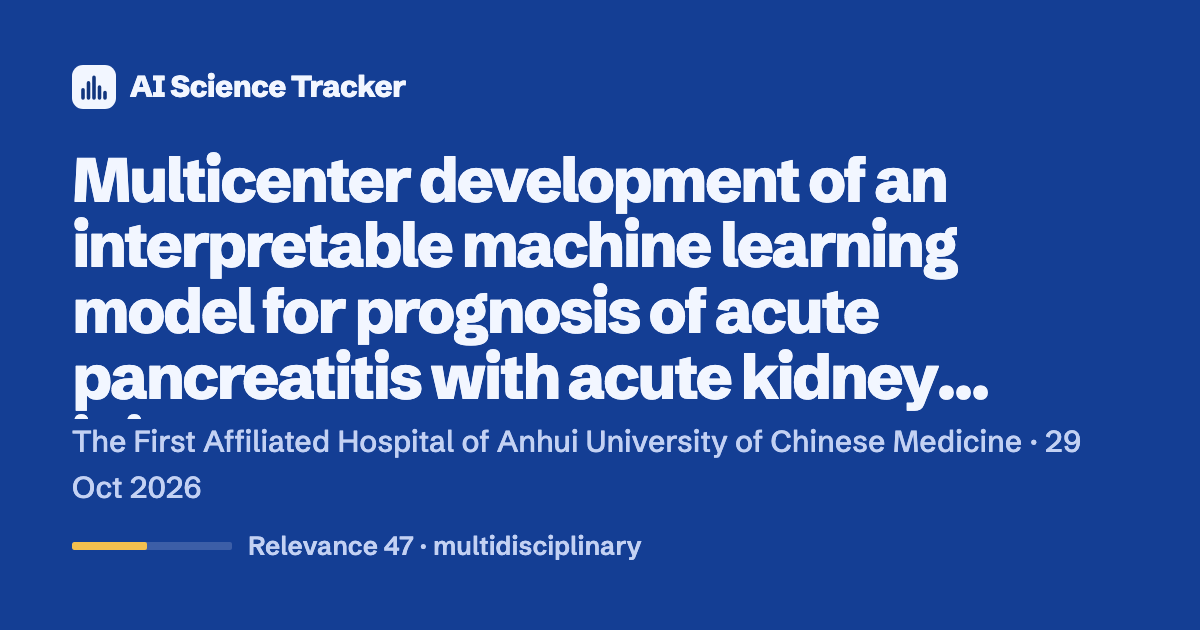 AI Science Tracker
Multicenter development of an
interpretable machine learning
model for prognosis of acute
pancreatitis with acute kidney...
The First Affiliated Hospital of Anhui University of Chinese Medicine · 29
Oct 2026
Relevance 47 · multidisciplinary